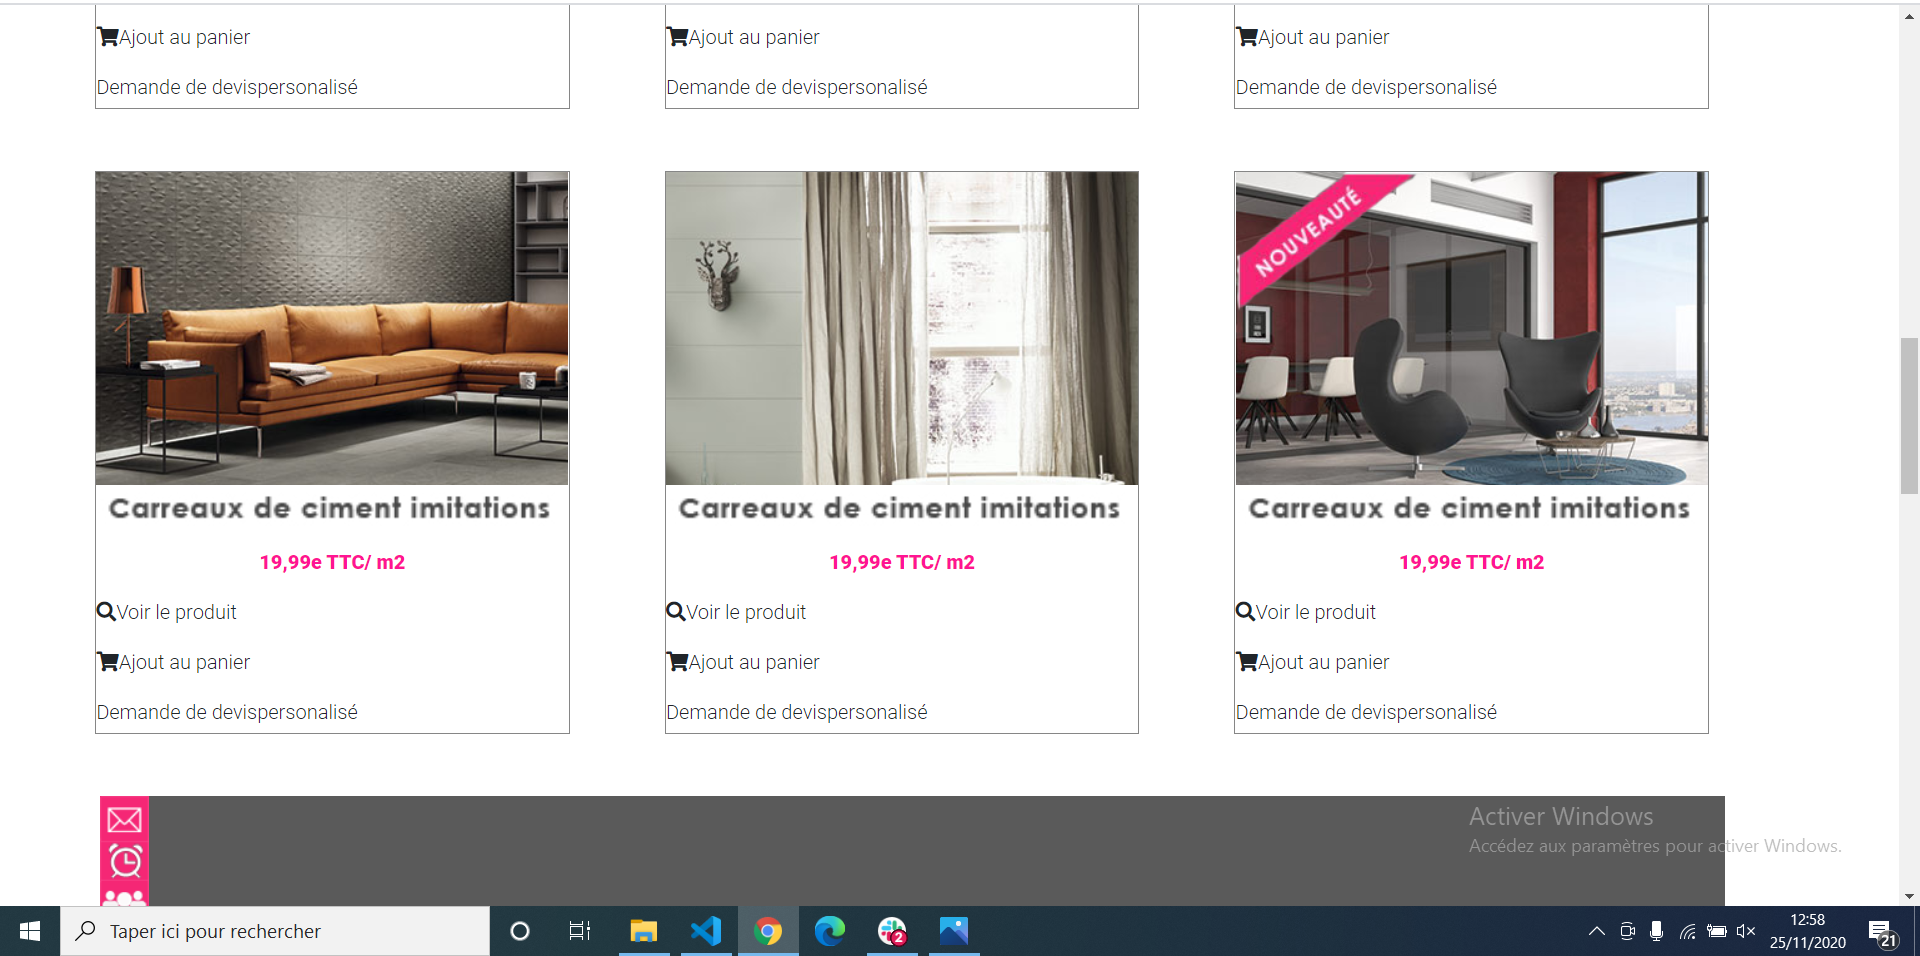 Ajout au panier Ajout au panier Ajout au panier
Demande de devispersonalisé Demande de devispersonalisé Demande de devispersonalisé
NOUVEAUTÉ
Carreaux de ciment imitations Carreaux de ciment imitations Carreaux de ciment imitations
19,99e TTC/ m2 19,99e TTC/ m2 19,99e TTC/ m2
Voir le produit Voir le produit Voir le produit
Ajout au panier Ajout au panier Ajout au panier
Demande de devispersonalisé Demande de devispersonalisé Demande de devispersonalisé
Activer Windows
Accédez aux paramètres pour activer Windows.
Taper ici pour rechercher
2
12:58
25/11/2020
21